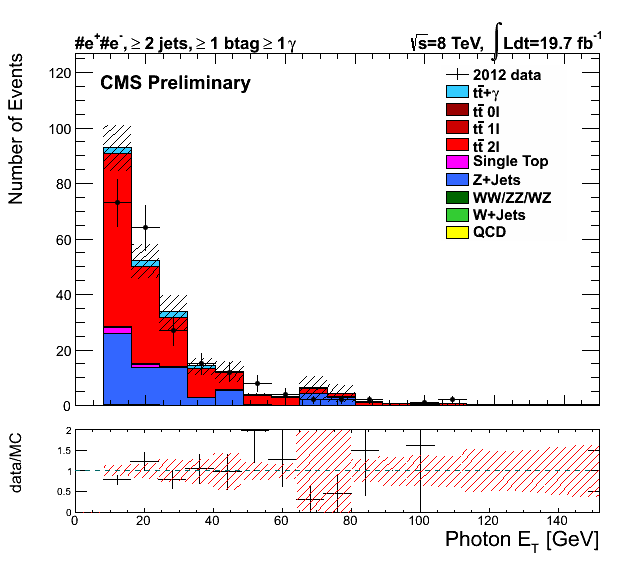 #e⁺#e⁻, ≥ 2 jets, ≥ 1 btag ≥ 1γ
√s=8 TeV, ∫ Ldt=19.7 fb⁻¹
CMS Preliminary
2012 data
tt̄+γ
tt̄ 0l
tt̄ 1l
tt̄ 2l
Single Top
Z+Jets
WW/ZZ/WZ
W+Jets
QCD
Number of Events
120
100
80
60
40
20
0
data/MC
2
1.5
1
0.5
0
0 20 40 60 80 100 120 140
Photon E_T [GeV]